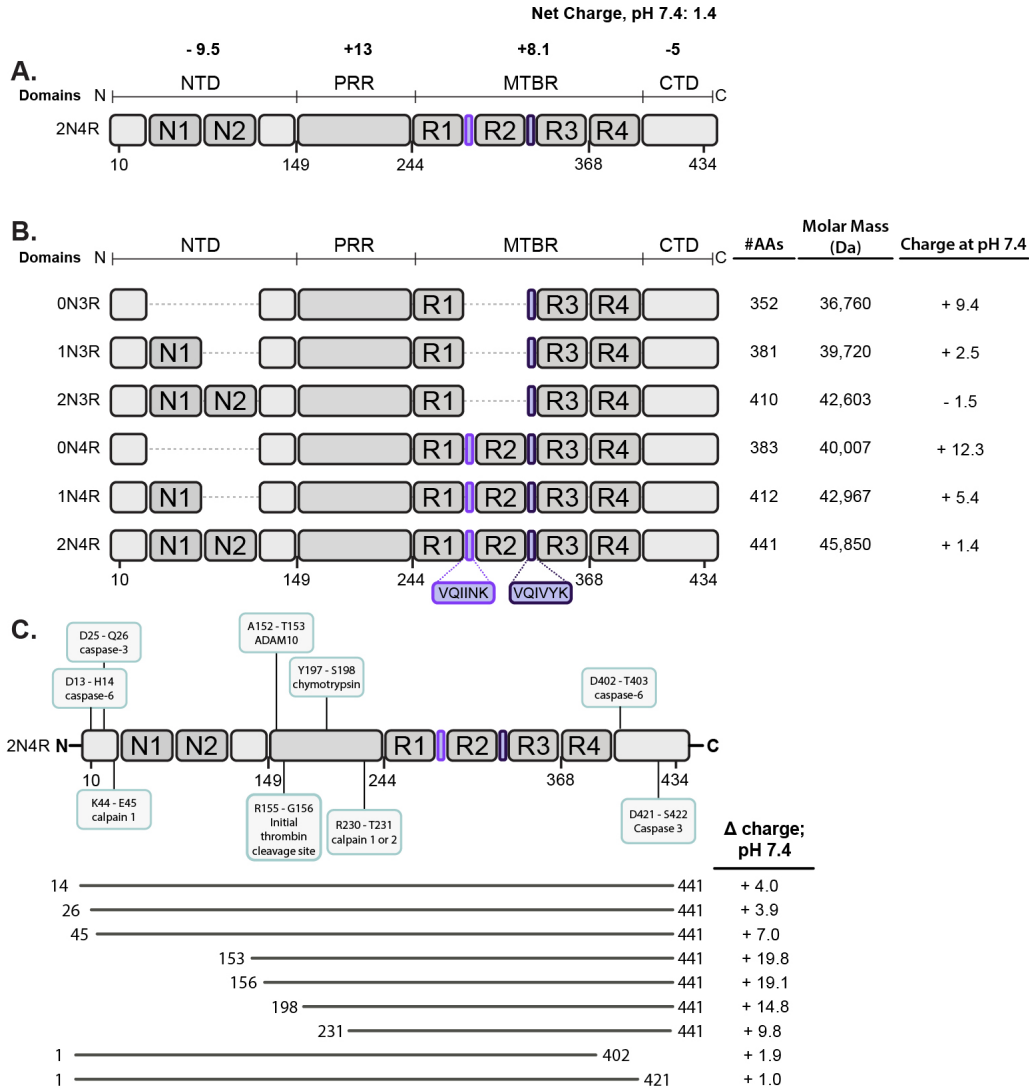 Net Charge, pH 7.4: 1.4
- 9.5 +13 +8.1 -5
A.
NTD PRR MTBR CTD
Domains N C
2N4R N1 N2 R1 R2 R3 R4
10 149 244 368 434
B.
NTD PRR MTBR CTD #AAs Molar Mass (Da) Charge at pH 7.4
Domains N C
0N3R R1 R3 R4 352 36,760 + 9.4
1N3R N1 R1 R3 R4 381 39,720 + 2.5
2N3R N1 N2 R1 R3 R4 410 42,603 - 1.5
0N4R R1 R2 R3 R4 383 40,007 + 12.3
1N4R N1 R1 R2 R3 R4 412 42,967 + 5.4
2N4R N1 N2 R1 R2 R3 R4 441 45,850 + 1.4
10 149 244 368 434
VQIINK VQIVYK
C.
D25 - Q26
caspase-3
A152 - T153
ADAM10
D13 - H14
caspase-6
Y197 - S198
chymotrypsin
D402 - T403
caspase-6
2N4R N N1 N2 R1 R2 R3 R4 C
10 149 244 368 434
K44 - E45
calpain 1
R155 - G156
Initial
thrombin
cleavage site
R230 - T231
calpain 1 or 2
D421 - S422
Caspase 3
Δ charge;
pH 7.4
14 441 + 4.0
26 441 + 3.9
45 441 + 7.0
153 441 + 19.8
156 441 + 19.1
198 441 + 14.8
231 441 + 9.8
1 402 + 1.9
1 421 + 1.0